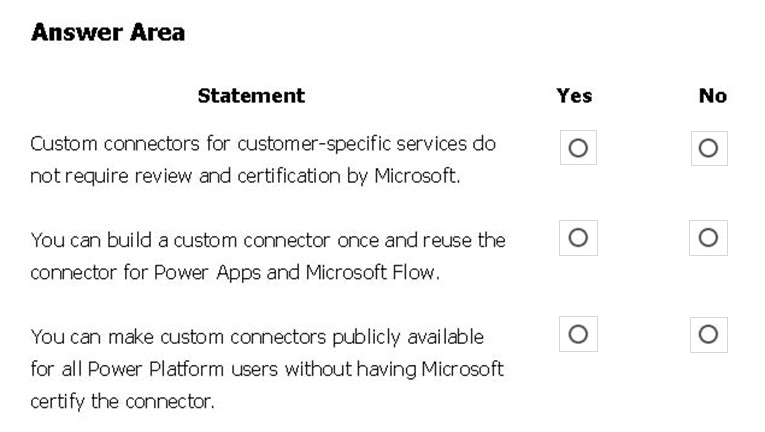 Answer Area
Statement Yes No
Custom connectors for customer-specific services do
not require review and certification by Microsoft.
You can build a custom connector once and reuse the
connector for Power Apps and Microsoft Flow.
You can make custom connectors publicly available
for all Power Platform users without having Microsoft
certify the connector.